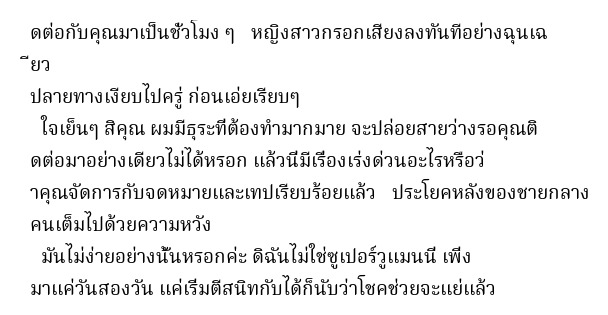 ดต่อกับคุณมาเป็นชั่วโมง ๆ   หญิงสาวกรอกเสียงลงทันทีอย่างฉุนเฉ
ียว
ปลายทางเงียบไปครู่ ก่อนเอ่ยเรียบๆ
ใจเย็นๆ สิคุณ ผมมีธุระที่ต้องทำมากมาย จะปล่อยสายว่างรอคุณติ
ดต่อมาอย่างเดียวไม่ได้หรอก แล้วนี่มีเรื่องเร่งด่วนอะไรหรือว่
าคุณจัดการกับจดหมายและเทปเรียบร้อยแล้ว   ประโยคหลังของชายกลาง
คนเต็มไปด้วยความหวัง
มันไม่ง่ายอย่างนั้นหรอกค่ะ ดิฉันไม่ใช่ซูเปอร์วูแมนนี่ เพิ่ง
มาแค่วันสองวัน แค่เริ่มตีสนิทกับได้ก็นับว่าโชคช่วยจะแย่แล้ว